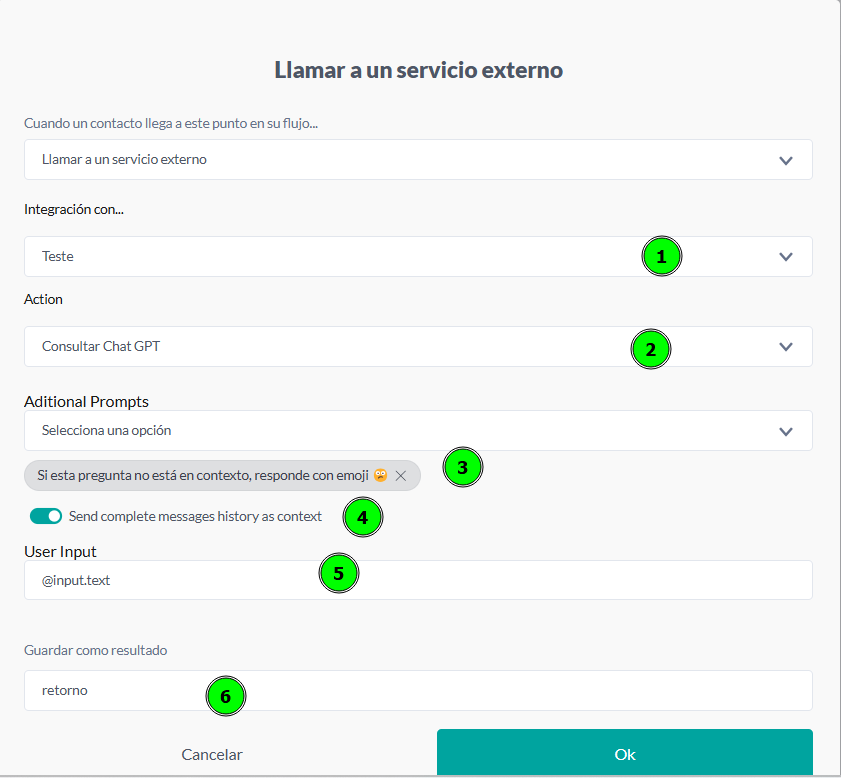 Llamar a un servicio externo
Cuando un contacto llega a este punto en su flujo...
Llamar a un servicio externo
Integración con...
Teste
1
Action
Consultar Chat GPT
2
Aditional Prompts
Selecciona una opción
Si esta pregunta no está en contexto, responde con emoji 😳
3
Send complete messages history as context
4
User Input
@input.text
5
Guardar como resultado
retorno
6
Cancelar
Ok